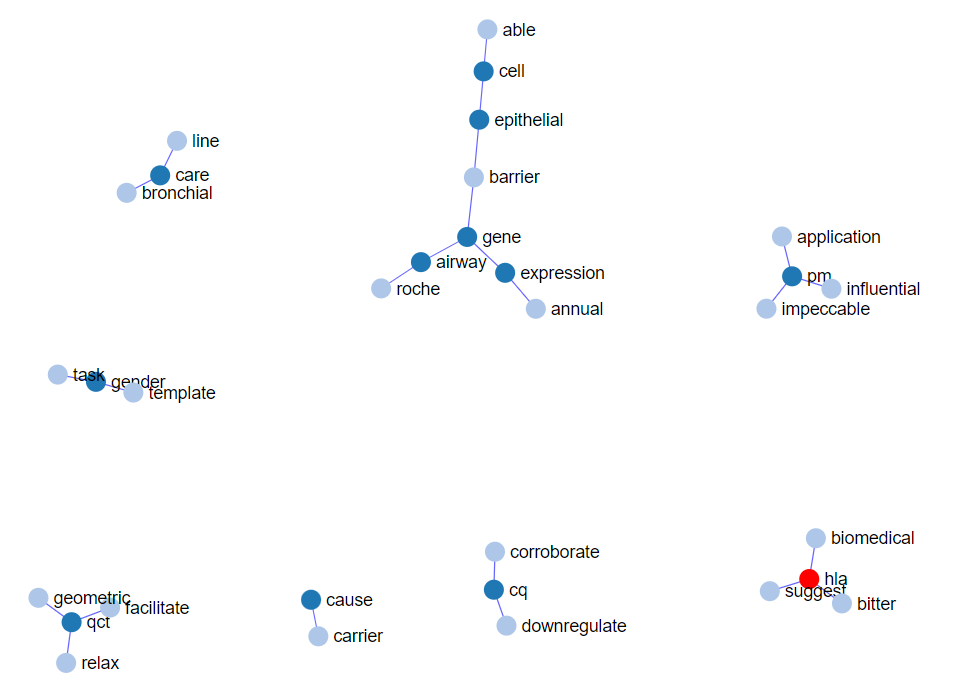 able
cell
epithelial
line
care
bronchial
barrier
gene
airway
expression
roche
annual
application
pm
influential
impeccable
task
gender
template
corroborate
cq
downregulate
biomedical
hla
suggest
bitter
geometric
facilitate
qct
relax
cause
carrier